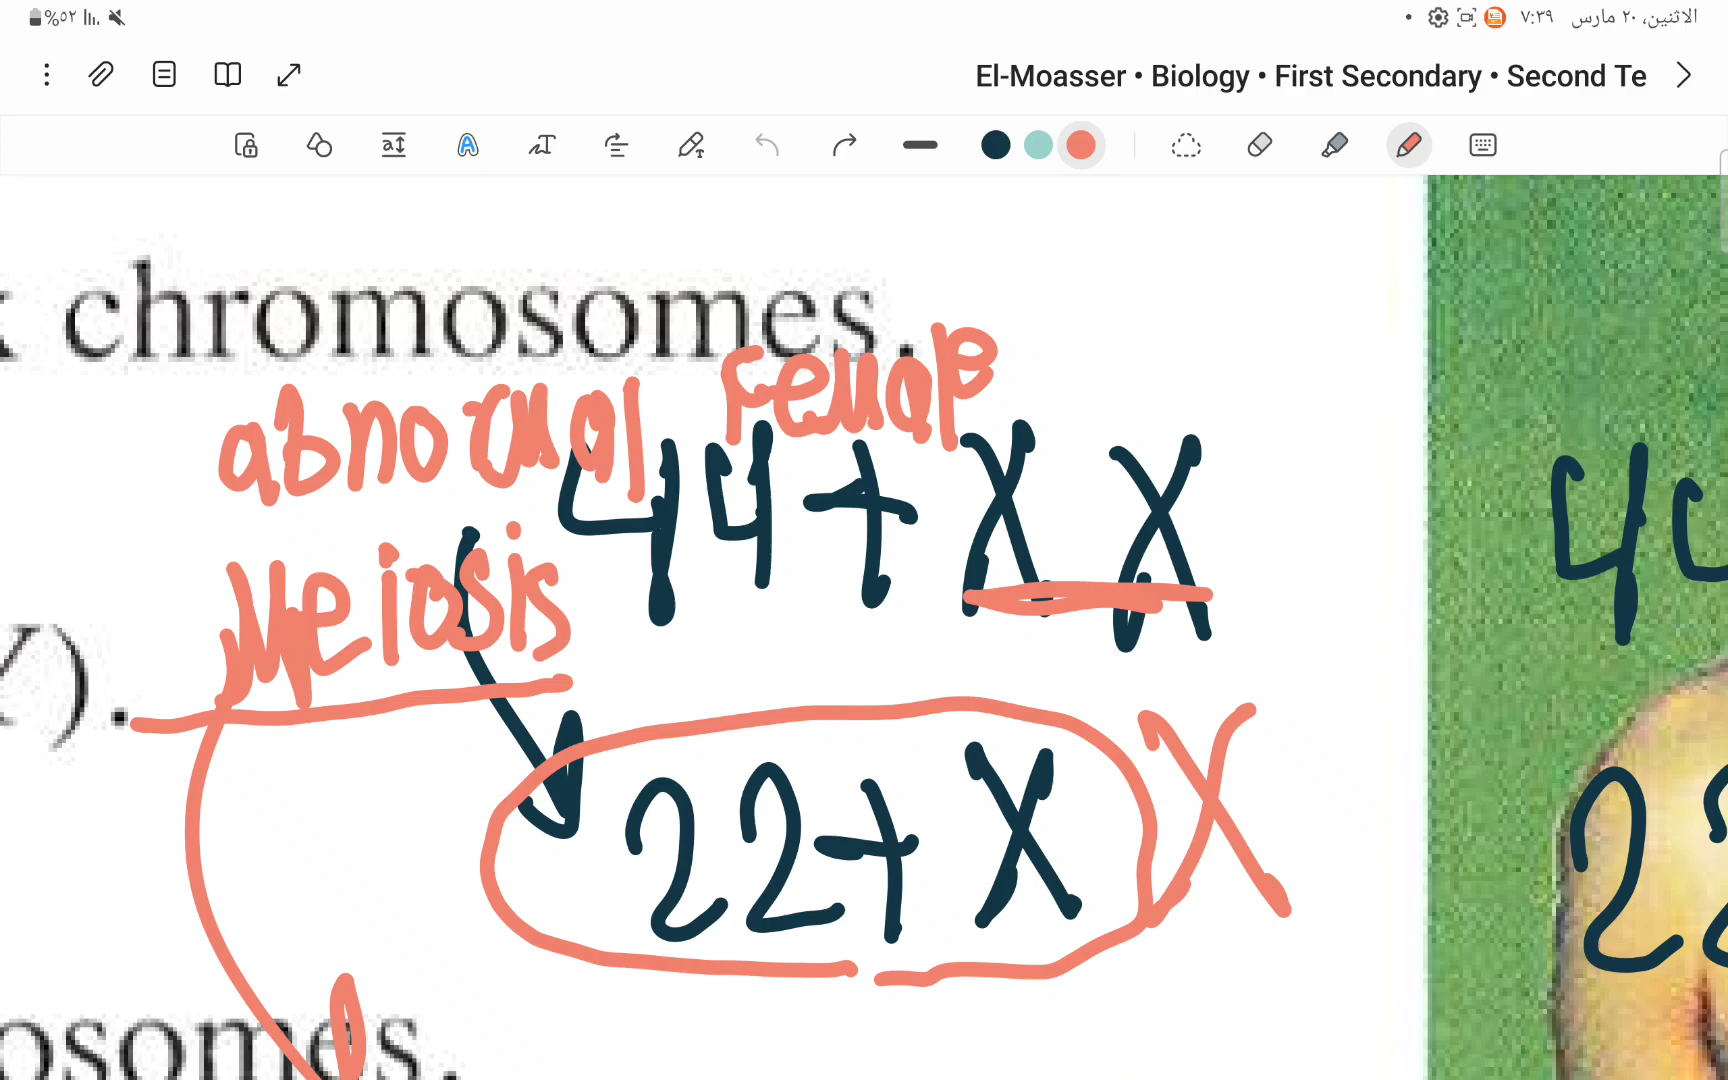 %٥٢
٧:٣٩ الاثنين، ٢٠ مارس
El-Moasser • Biology • First Secondary • Second Te
chromosomes.
abnormal Female
44 + X X
Meiosis
).
22 + X X
22
osomes.